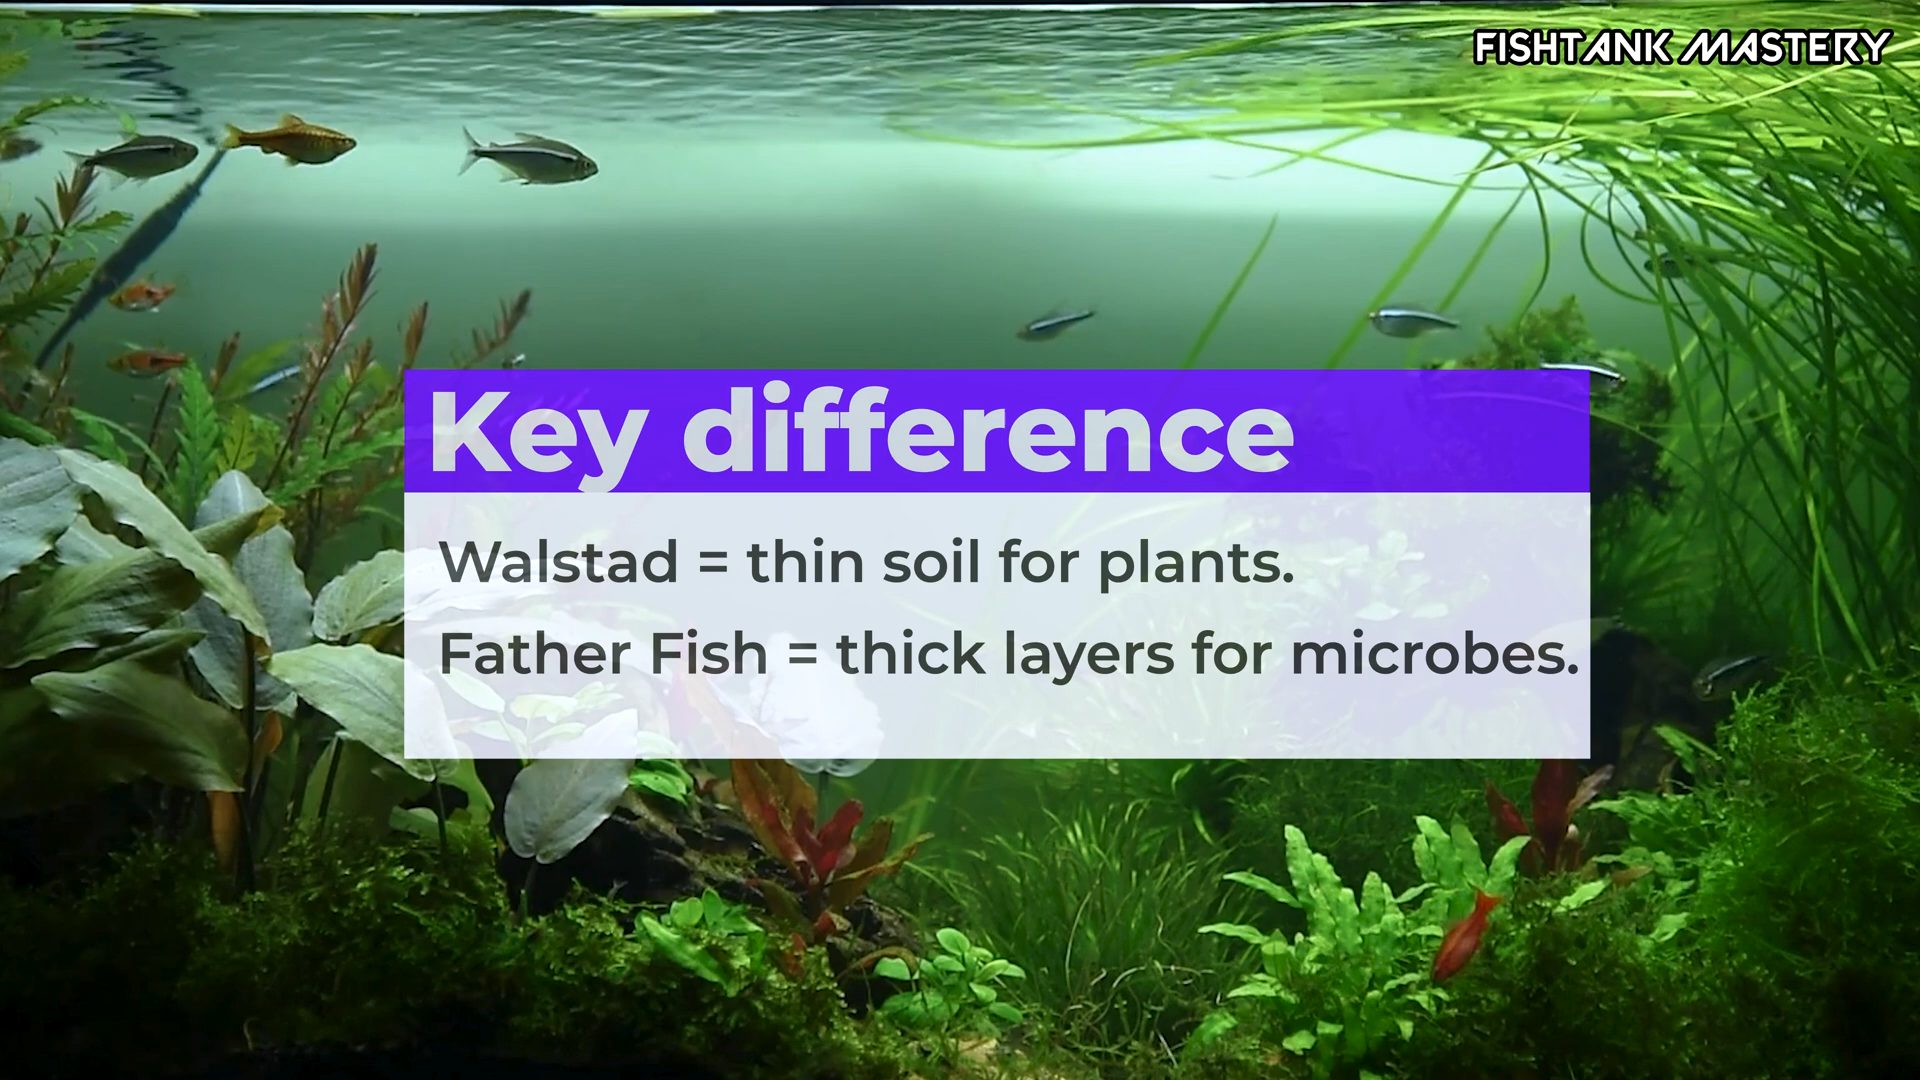 FISHTANK MASTERY
Key difference
Walstad = thin soil for plants.
Father Fish = thick layers for microbes.